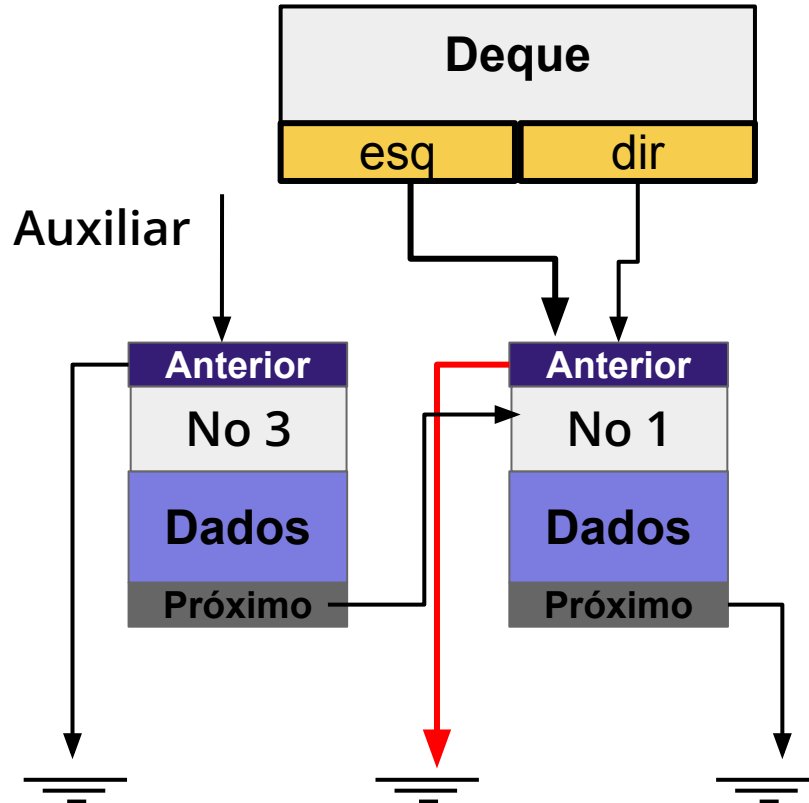 Deque
esq dir
Auxiliar
Anterior Anterior
No 3 No 1
Dados Dados
Próximo Próximo